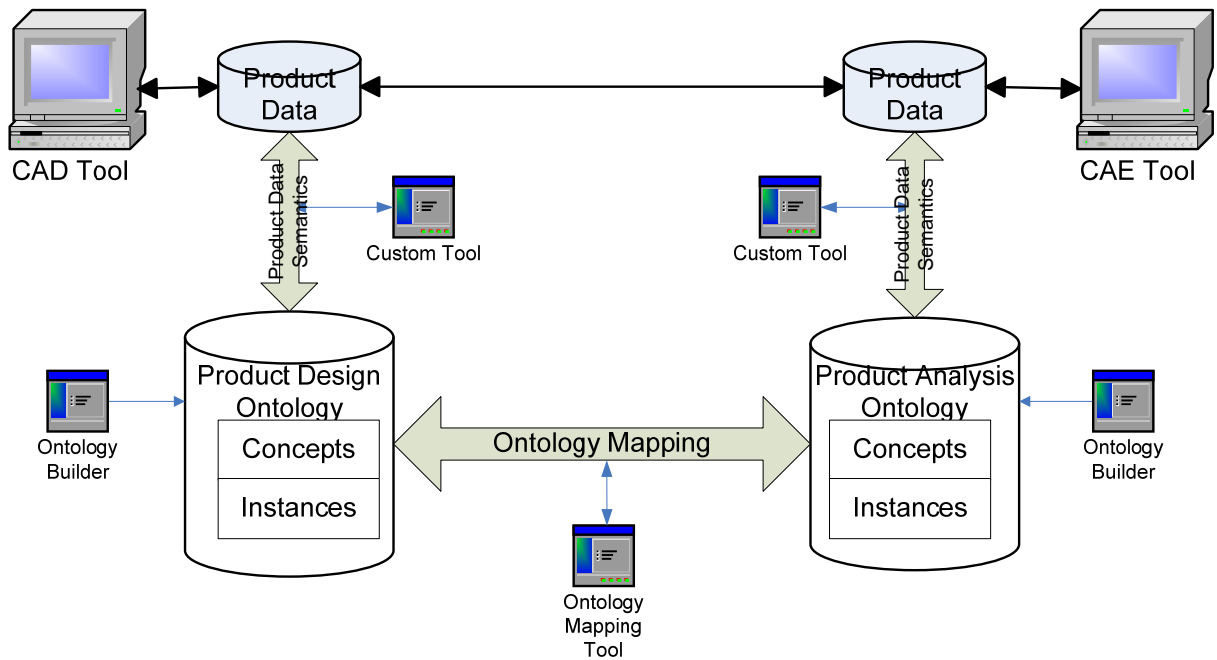 Product
Data
Product
Data
CAD Tool
CAE Tool
Product Data
Semantics
Custom Tool
Custom Tool
Product Data
Semantics
Product Design
Ontology
Concepts
Instances
Product Analysis
Ontology
Concepts
Instances
Ontology
Builder
Ontology Mapping
Ontology
Builder
Ontology
Mapping
Tool